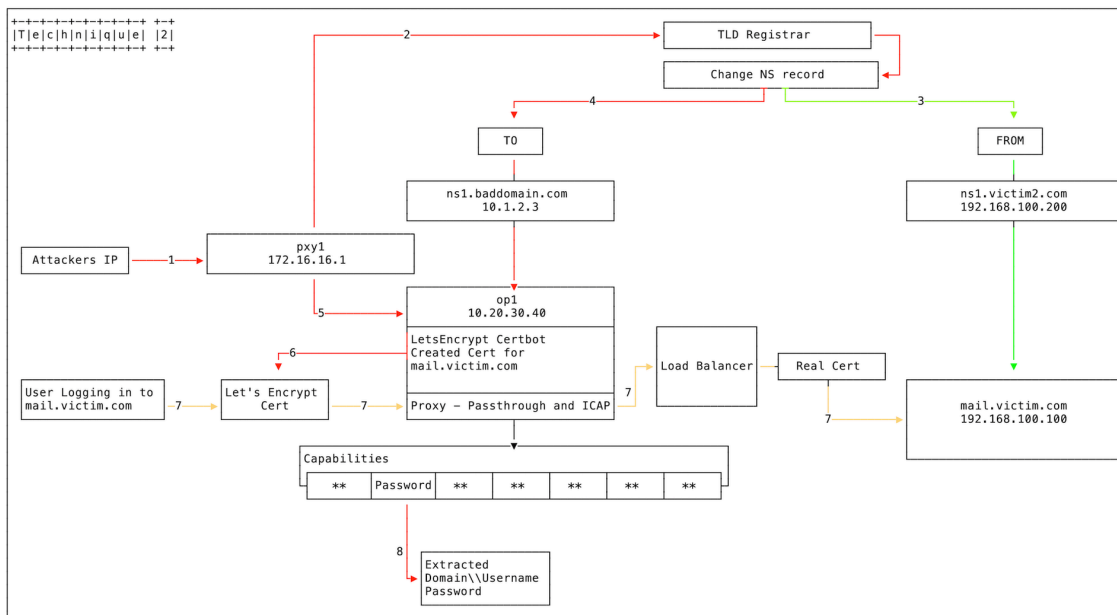 +-+-+-+-+-+-+-+-+-+ +-+
|T|e|c|h|n|i|q|u|e| |2|
+-+-+-+-+-+-+-+-+-+ +-+
2
TLD Registrar
Change NS record
4
3
TO
FROM
ns1.baddomain.com
10.1.2.3
ns1.victim2.com
192.168.100.200
Attackers IP
1
pxy1
172.16.16.1
5
op1
10.20.30.40
LetsEncrypt Certbot
Created Cert for
mail.victim.com
6
Proxy – Passthrough and ICAP
User Logging in to
mail.victim.com
7
Let's Encrypt
Cert
7
7
Load Balancer
Real Cert
7
mail.victim.com
192.168.100.100
Capabilities
** Password ** ** ** ** **
8
Extracted
Domain\\Username
Password